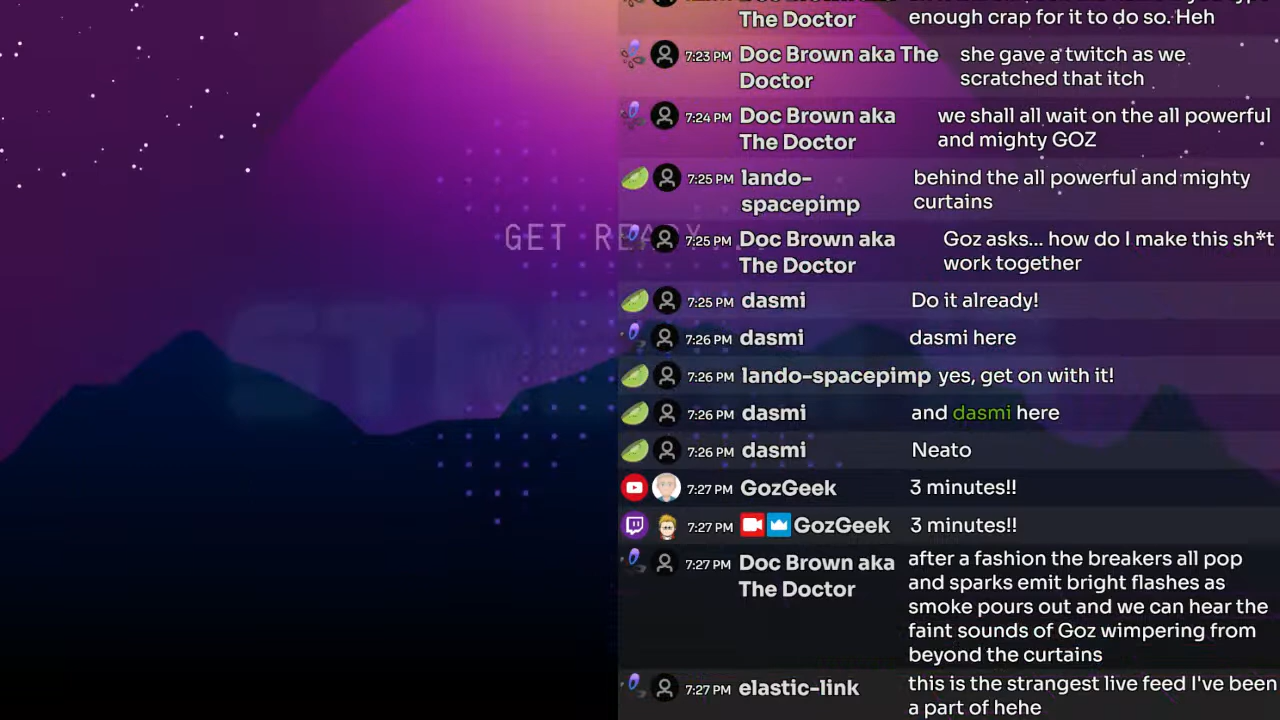 The Doctor
enough crap for it to do so. Heh
7:23 PM Doc Brown aka The Doctor
she gave a twitch as we
scratched that itch
7:24 PM Doc Brown aka The Doctor
we shall all wait on the all powerful
and mighty GOZ
7:25 PM lando-spacepimp
behind the all powerful and mighty
curtains
GET READY...
7:25 PM Doc Brown aka The Doctor
Goz asks... how do I make this sh*t
work together
7:25 PM dasmi Do it already!
7:26 PM dasmi dasmi here
7:26 PM lando-spacepimp yes, get on with it!
7:26 PM dasmi and dasmi here
7:26 PM dasmi Neato
7:27 PM GozGeek 3 minutes!!
7:27 PM GozGeek 3 minutes!!
7:27 PM Doc Brown aka The Doctor
after a fashion the breakers all pop
and sparks emit bright flashes as
smoke pours out and we can hear the
faint sounds of Goz wimpering from
beyond the curtains
7:27 PM elastic-link
this is the strangest live feed I've been
a part of hehe